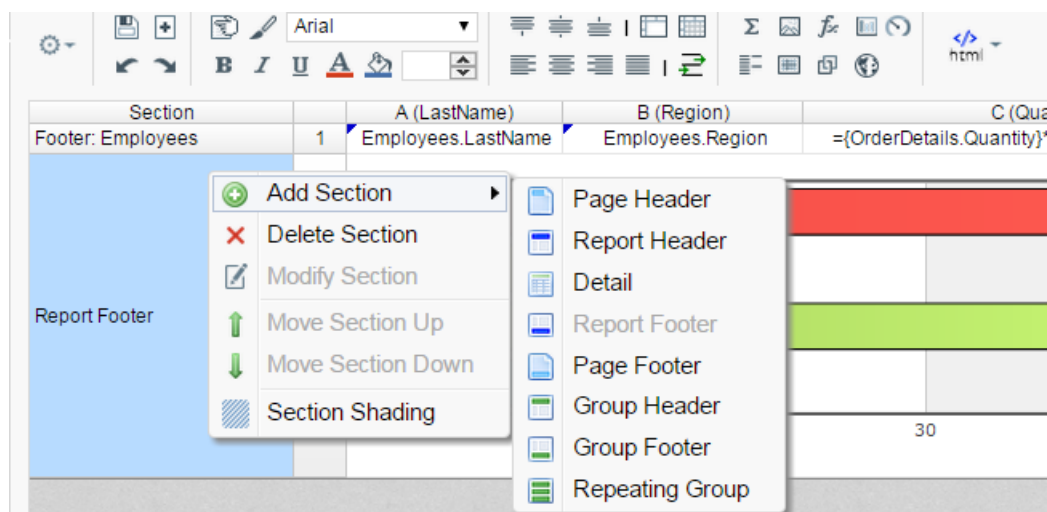 Arial
Σ fx
B I U A
</>
html
Section A (LastName) B (Region) C (Qua
Footer: Employees 1 Employees.LastName Employees.Region ={OrderDetails.Quantity}*
Add Section
Delete Section
Modify Section
Move Section Up
Move Section Down
Section Shading
Page Header
Report Header
Detail
Report Footer
Page Footer
Group Header
Group Footer
Repeating Group
Report Footer
30